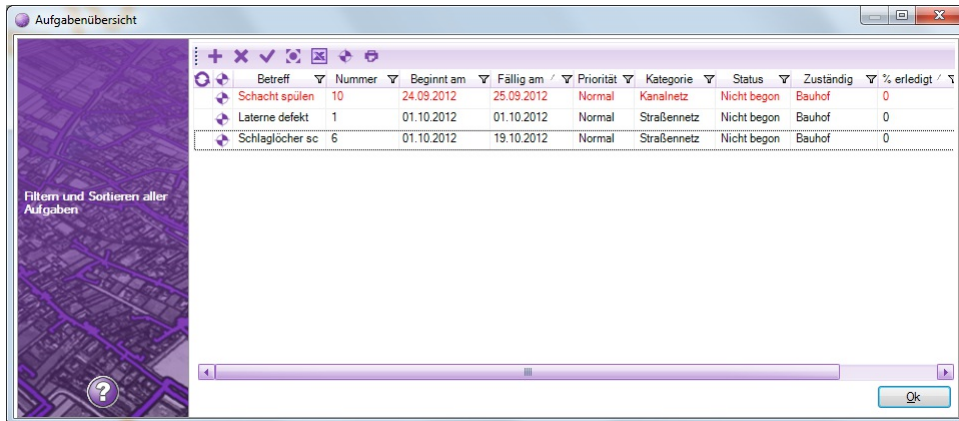 Aufgabenübersicht
Betreff Nummer Beginnt am Fällig am Priorität Kategorie Status Zuständig % erledigt
Schacht spülen 10 24.09.2012 25.09.2012 Normal Kanalnetz Nicht begon Bauhof 0
Laterne defekt 1 01.10.2012 01.10.2012 Normal Straßennetz Nicht begon Bauhof 0
Schlaglöcher sc 6 01.10.2012 19.10.2012 Normal Straßennetz Nicht begon Bauhof 0
Filtern und Sortieren aller
Aufgaben
?
Ok